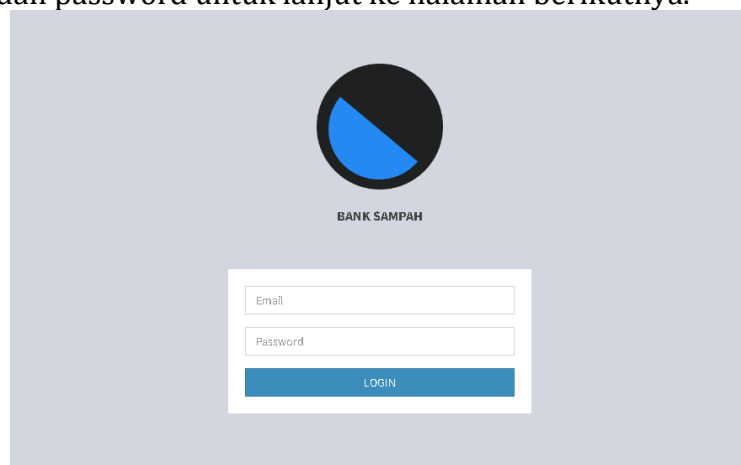 dan password untuk lanjut ke halaman berikutnya.
BANK SAMPAH
Email
Password
LOGIN